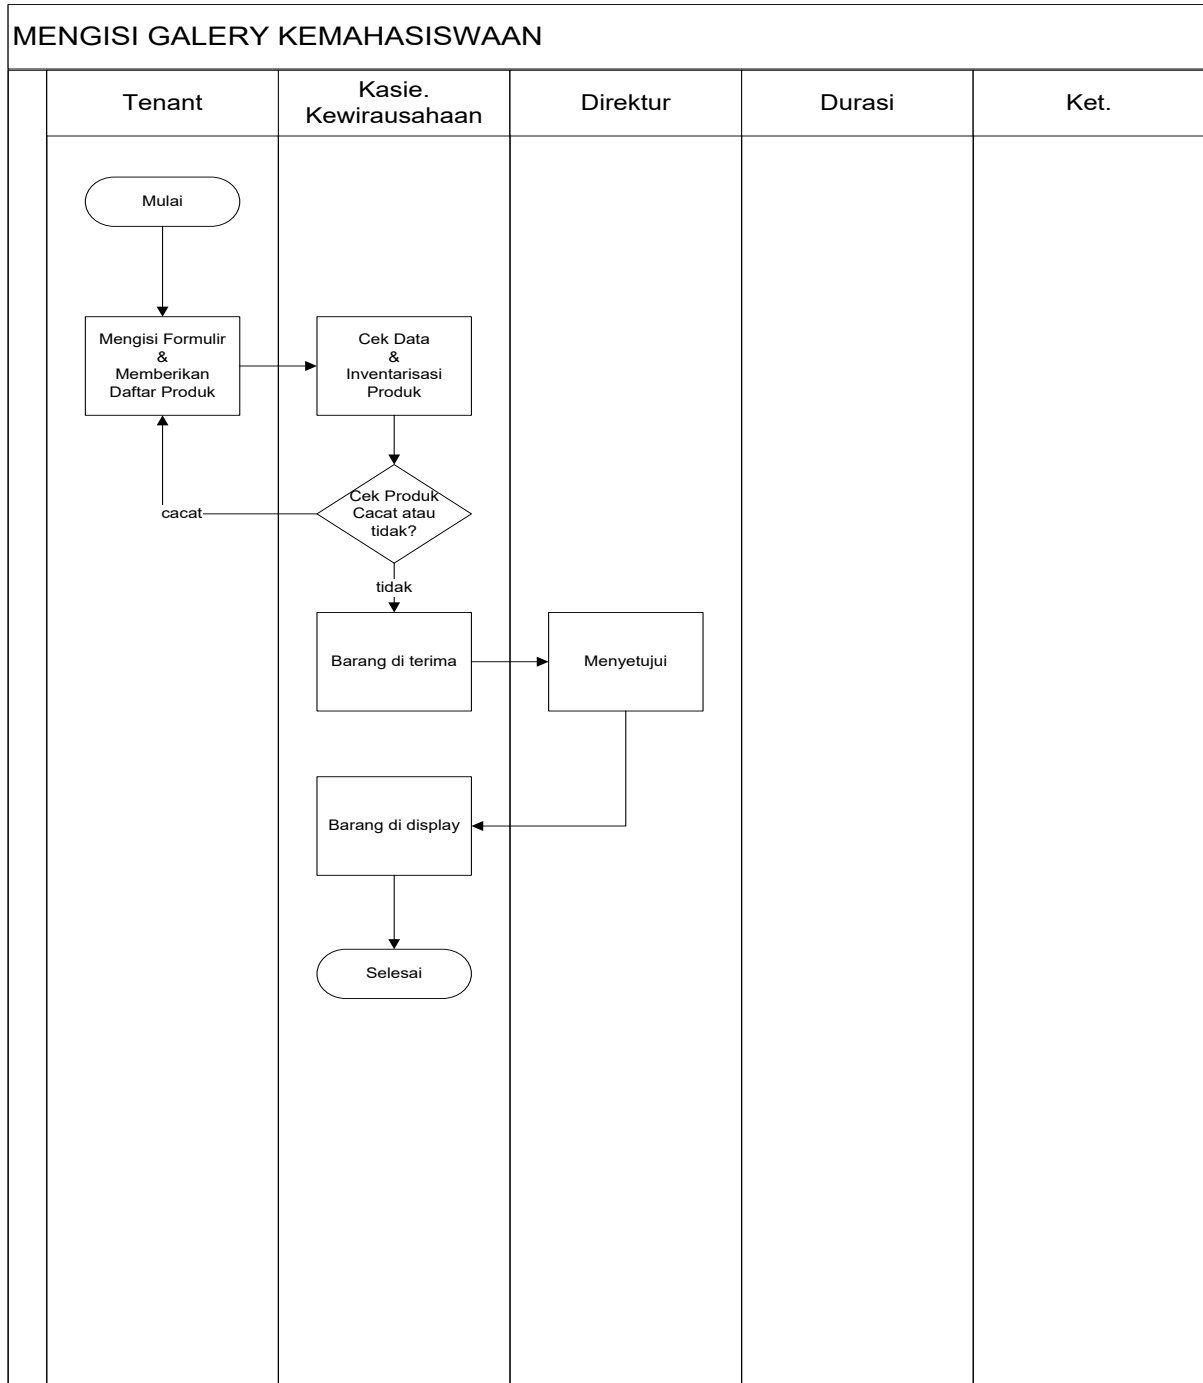 MENGISI GALERY KEMAHASISWAAN
Tenant
Kasie.
Kewirausahaan
Direktur
Durasi
Ket.
Mulai
Mengisi Formulir
&
Memberikan
Daftar Produk
Cek Data
&
Inventarisasi
Produk
cacat
Cek Produk
Cacat atau
tidak?
tidak
Barang di terima
Menyetujui
Barang di display
Selesai